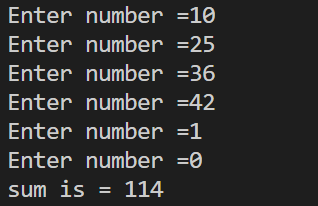 Enter number =10
Enter number =25
Enter number =36
Enter number =42
Enter number =1
Enter number =0
sum is = 114